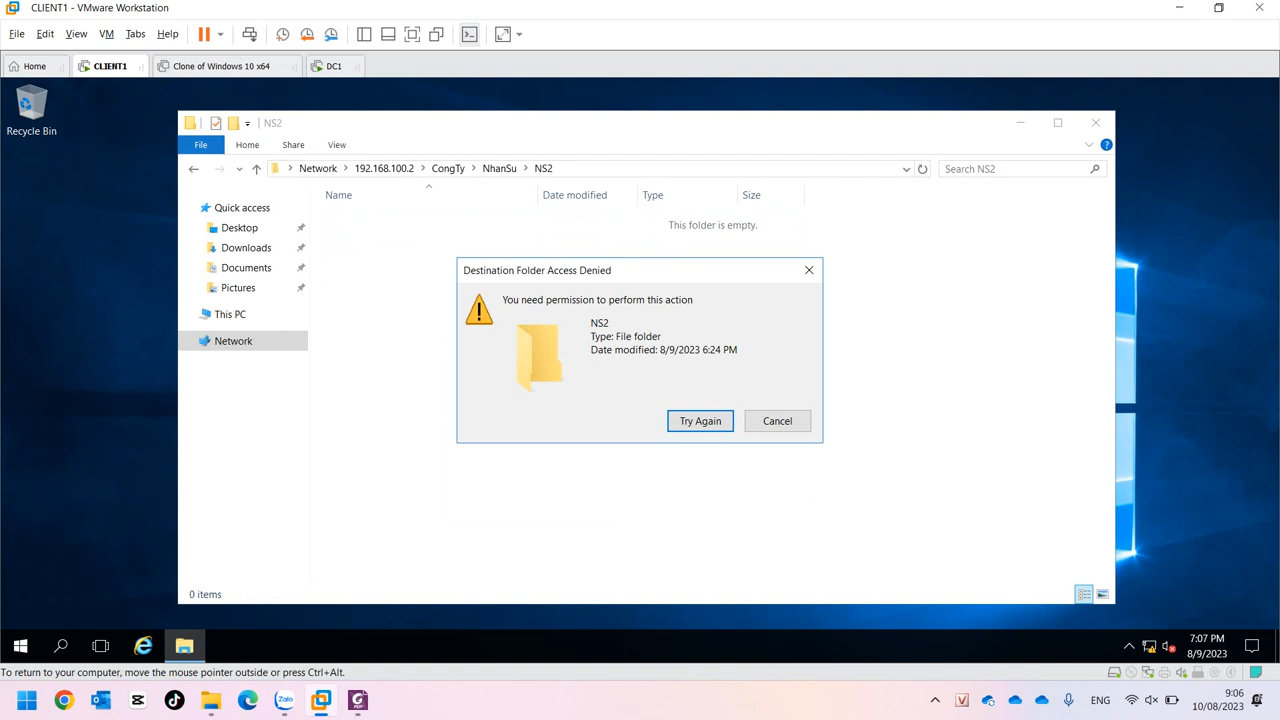 CLIENT1 - VMware Workstation
File Edit View VM Tabs Help
Home CLIENT1 Clone of Windows 10 x64 DC1
Recycle Bin
NS2
File Home Share View
Network 192.168.100.2 CongTy NhanSu NS2 Search NS2
Name Date modified Type Size
This folder is empty.
Quick access
Desktop
Downloads
Documents
Pictures
This PC
Network
Destination Folder Access Denied
You need permission to perform this action
NS2
Type: File folder
Date modified: 8/9/2023 6:24 PM
Try Again Cancel
0 items
7:07 PM
8/9/2023
To return to your computer, move the mouse pointer outside or press Ctrl+Alt.
ENG
9:06
10/08/2023